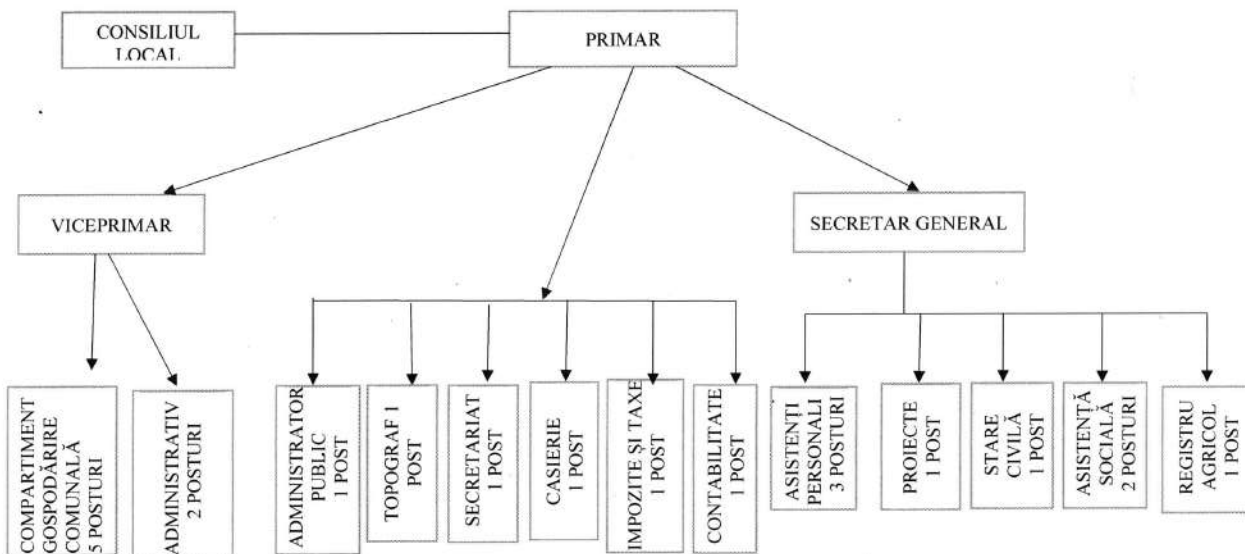 CONSILIUL
LOCAL
PRIMAR
VICEPRIMAR
SECRETAR GENERAL
COMPARTIMENT
GOSPODĂRIRE
COMUNALĂ
5 POSTURI
ADMINISTRATIV
2 POSTURI
ADMINISTRATOR
PUBLIC
1 POST
TOPOGRAF 1
POST
SECRETARIAT
1 POST
CASIERIE
1 POST
IMPOZITE ȘI TAXE
1 POST
CONTABILITATE
1 POST
ASISTENȚI
PERSONALI
3 POSTURI
PROIECTE
1 POST
STARE
CIVILĂ
1 POST
ASISTENȚĂ
SOCIALĂ
2 POSTURI
REGISTRU
AGRICOL
1 POST